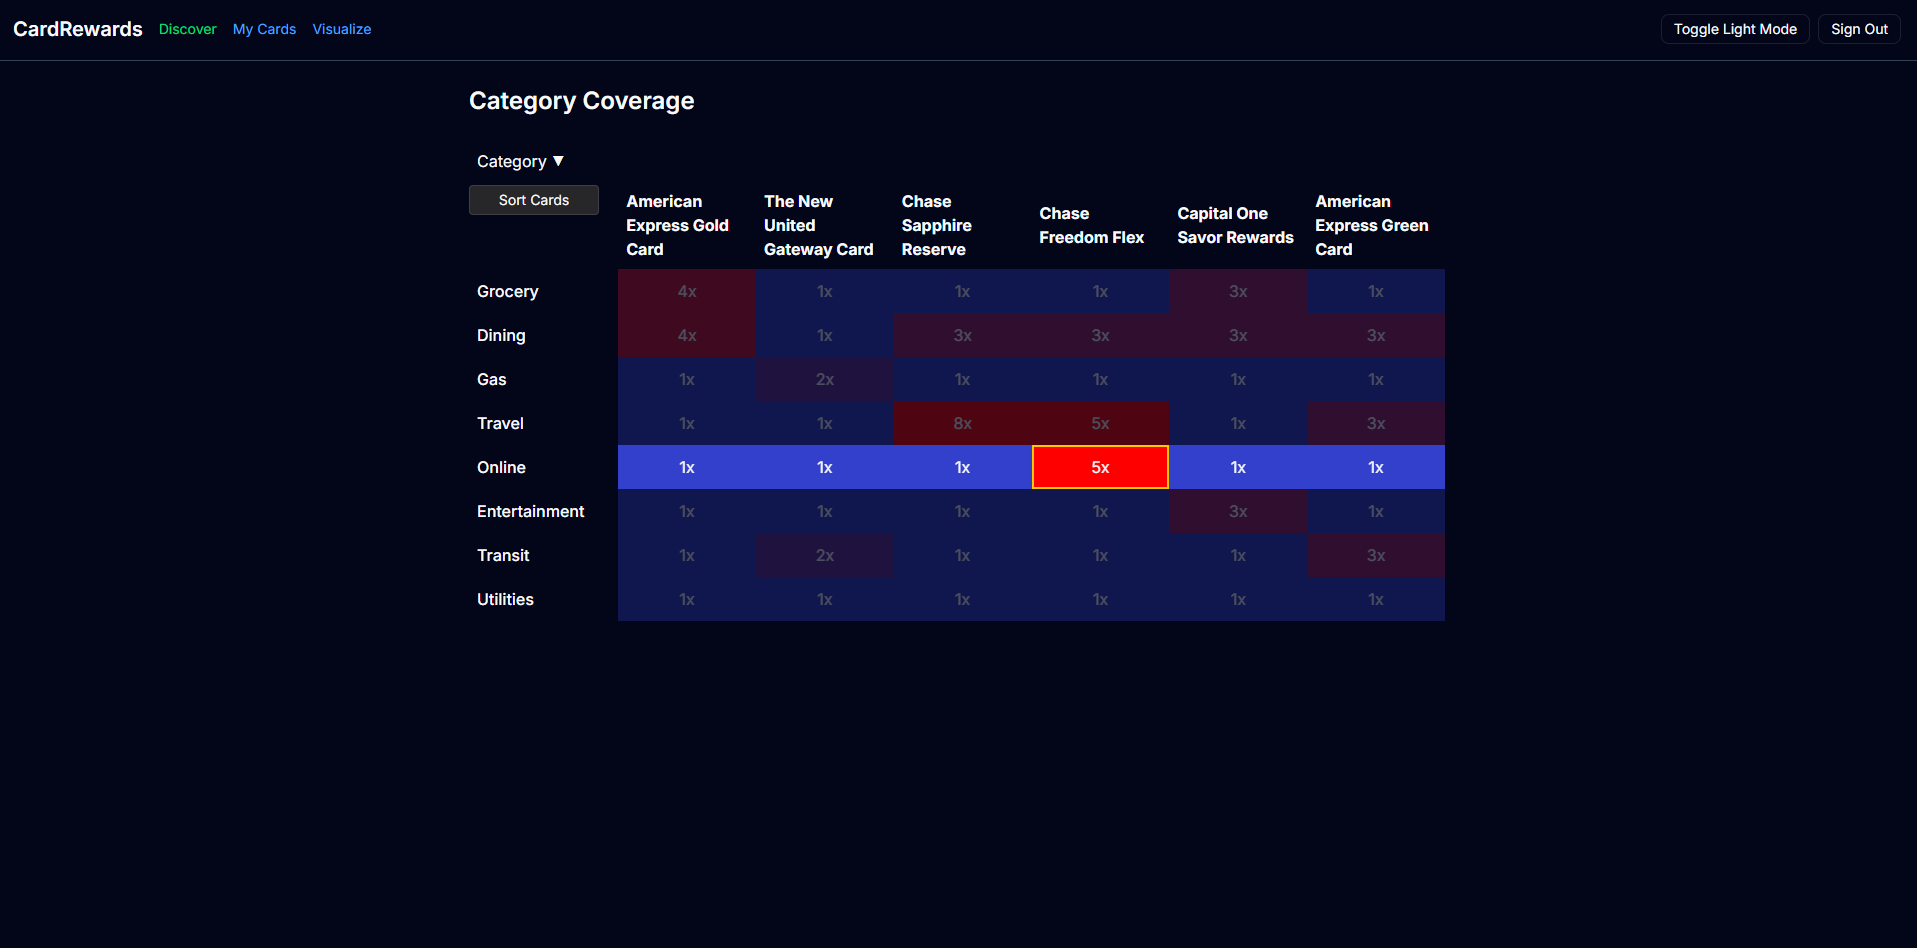 CardRewards Discover My Cards Visualize Toggle Light Mode Sign Out
Category Coverage
Category ▼
Sort Cards
American Express Gold Card
The New United Gateway Card
Chase Sapphire Reserve
Chase Freedom Flex
Capital One Savor Rewards
American Express Green Card
Grocery 4x 1x 1x 1x 3x 1x
Dining 4x 1x 3x 3x 3x 3x
Gas 1x 2x 1x 1x 1x 1x
Travel 1x 1x 8x 5x 1x 3x
Online 1x 1x 1x 5x 1x 1x
Entertainment 1x 1x 1x 1x 3x 1x
Transit 1x 2x 1x 1x 1x 3x
Utilities 1x 1x 1x 1x 1x 1x